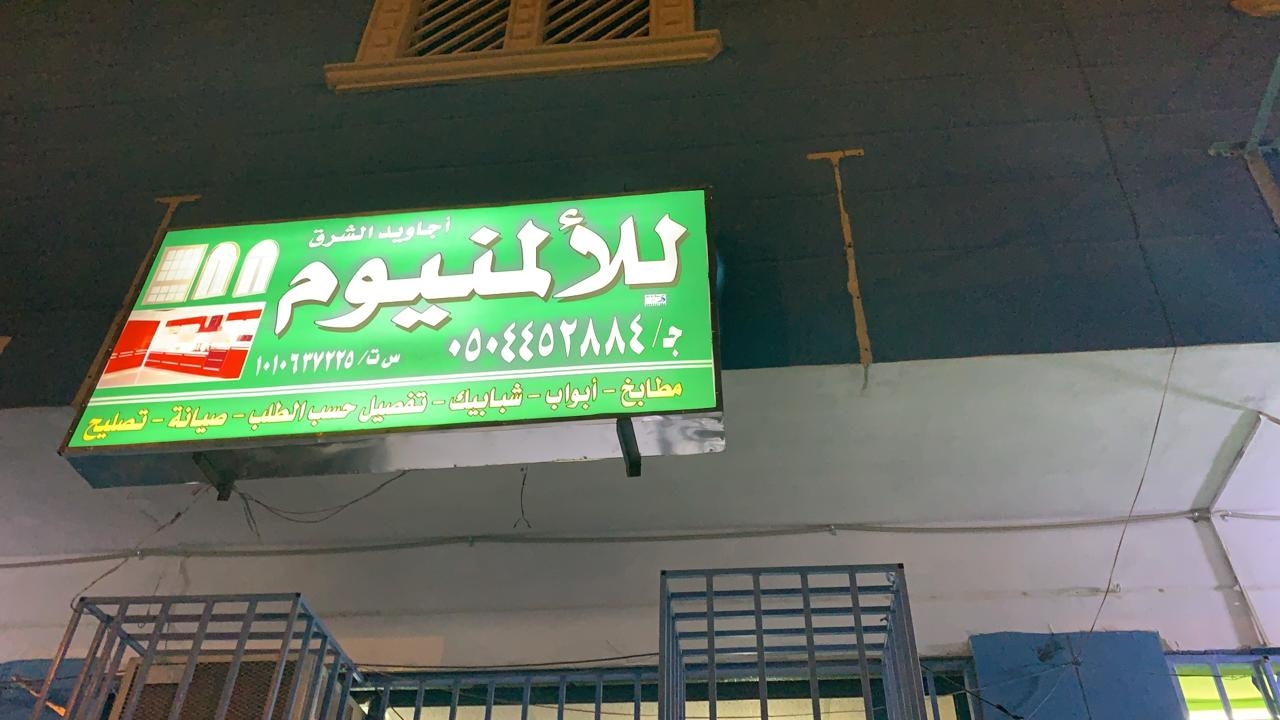 أجاويد الشرق
للألمنيوم
ج/ ٠٥٠٤٤٥٢٨٨٤
س ت/ ١٠١٠٦٣٧٢٢٥
مطابخ - أبواب - شبابيك - تفصيل حسب الطلب - صيانة - تصليح